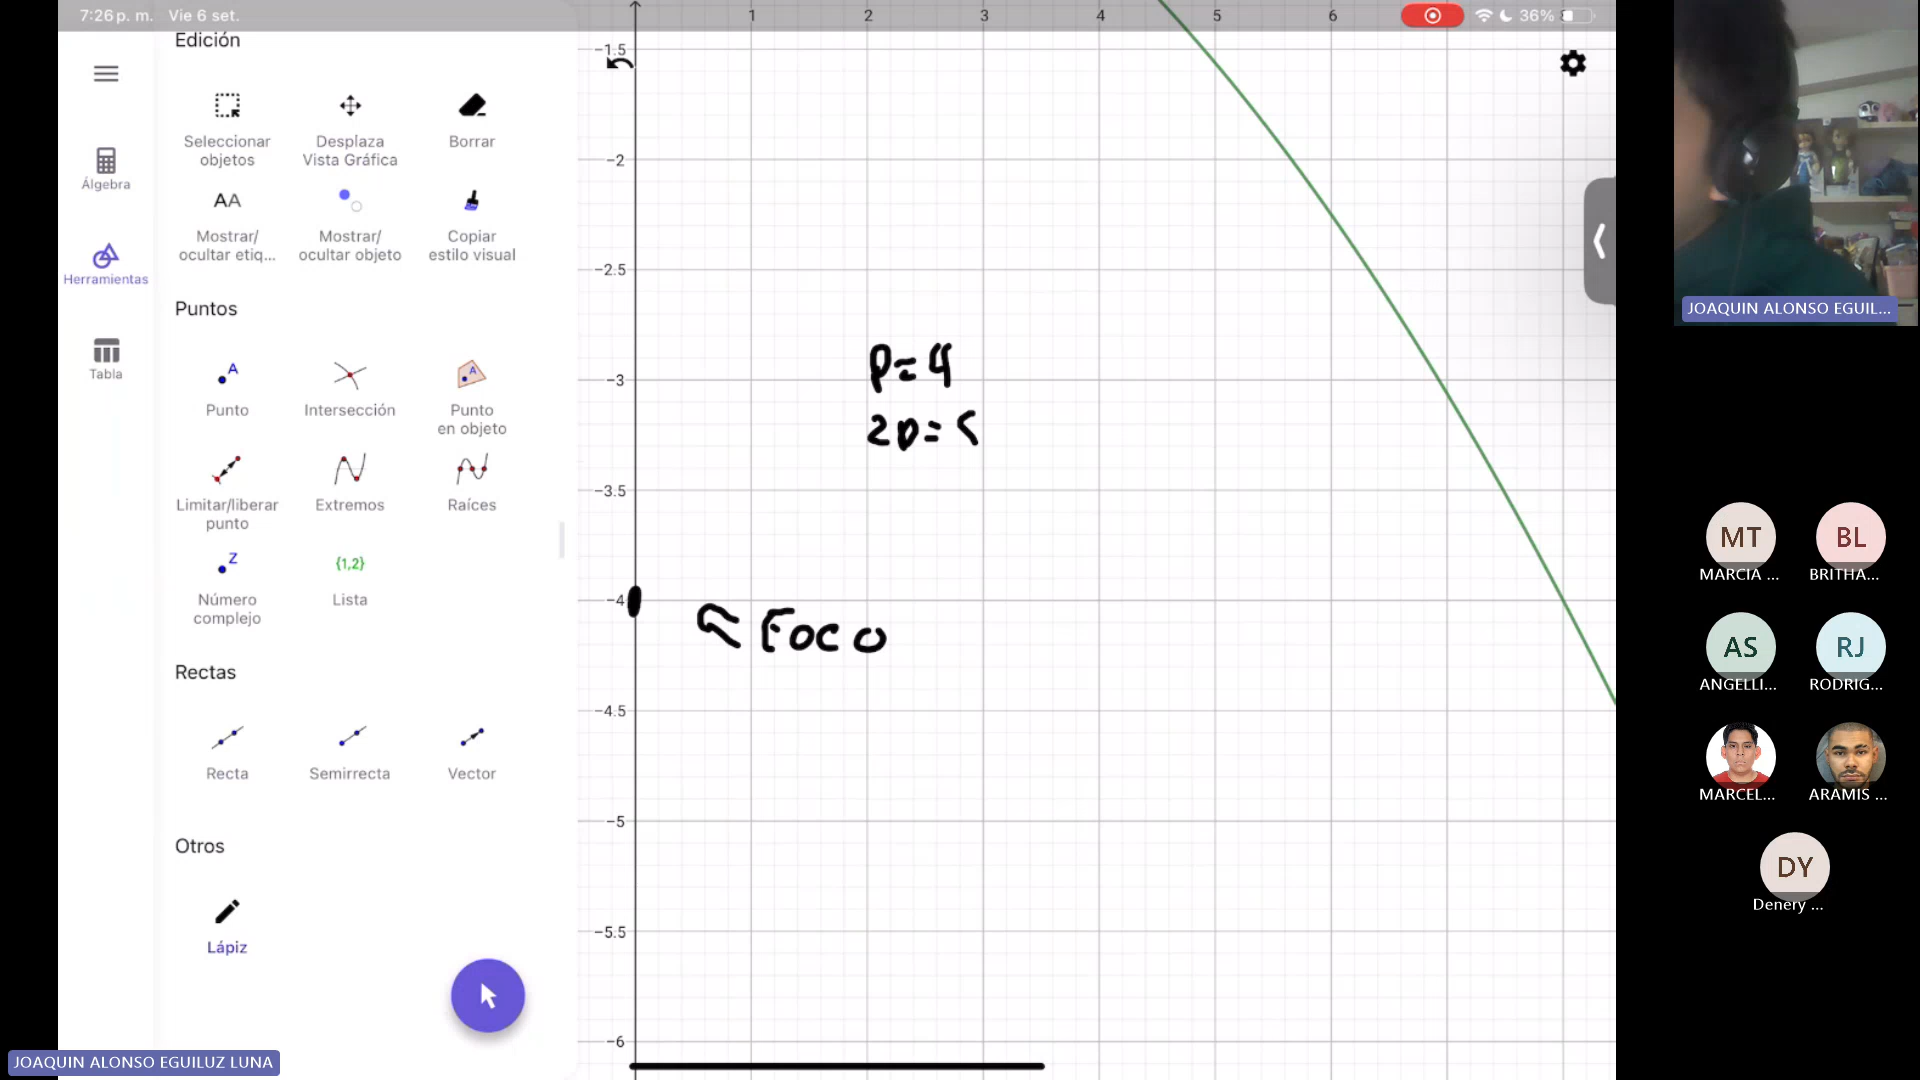 7:26 p. m. Vie 6 set.
36%
Edición
Seleccionar objetos
Desplaza Vista Gráfica
Borrar
AA
Mostrar/ ocultar etiq...
Mostrar/ ocultar objeto
Copiar estilo visual
Álgebra
Herramientas
Tabla
Puntos
A
A
Punto
Intersección
Punto en objeto
Limitar/liberar punto
Extremos
Raíces
Z
{1,2}
Número complejo
Lista
Rectas
Recta
Semirrecta
Vector
Otros
Lápiz
1 2 3 4 5 6
−1.5
−2
−2.5
−3
−3.5
−4
−4.5
−5
−5.5
−6
P=4
2p=
Foco
JOAQUIN ALONSO EGUIL...
MT
MARCIA ...
BL
BRITHA...
AS
ANGELLI...
RJ
RODRIG...
MARCEL...
ARAMIS ...
DY
Denery ...
JOAQUIN ALONSO EGUILUZ LUNA